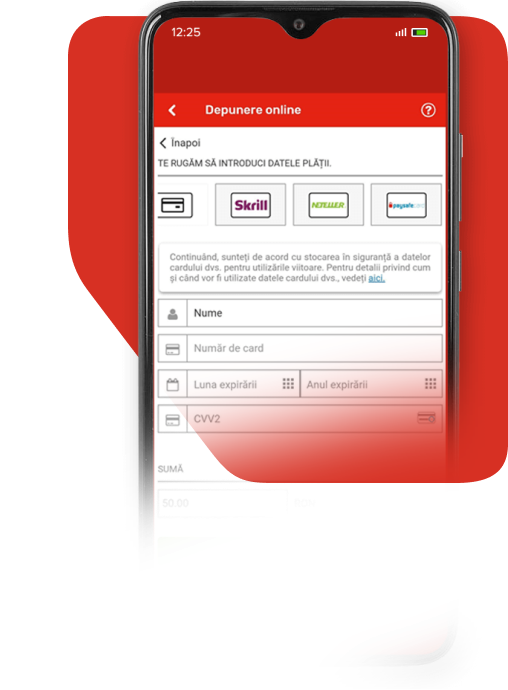 12:25
Depunere online
Înapoi
TE RUGĂM SĂ INTRODUCI DATELE PLĂȚII.
Skrill NETELLER paysafecard
Continuând, sunteți de acord cu stocarea în siguranță a datelor
cardului dvs. pentru utilizările viitoare. Pentru detalii privind cum
și când vor fi utilizate datele cardului dvs., vedeți aici.
Nume
Număr de card
Luna expirării Anul expirării
CVV2
SUMĂ
50.00